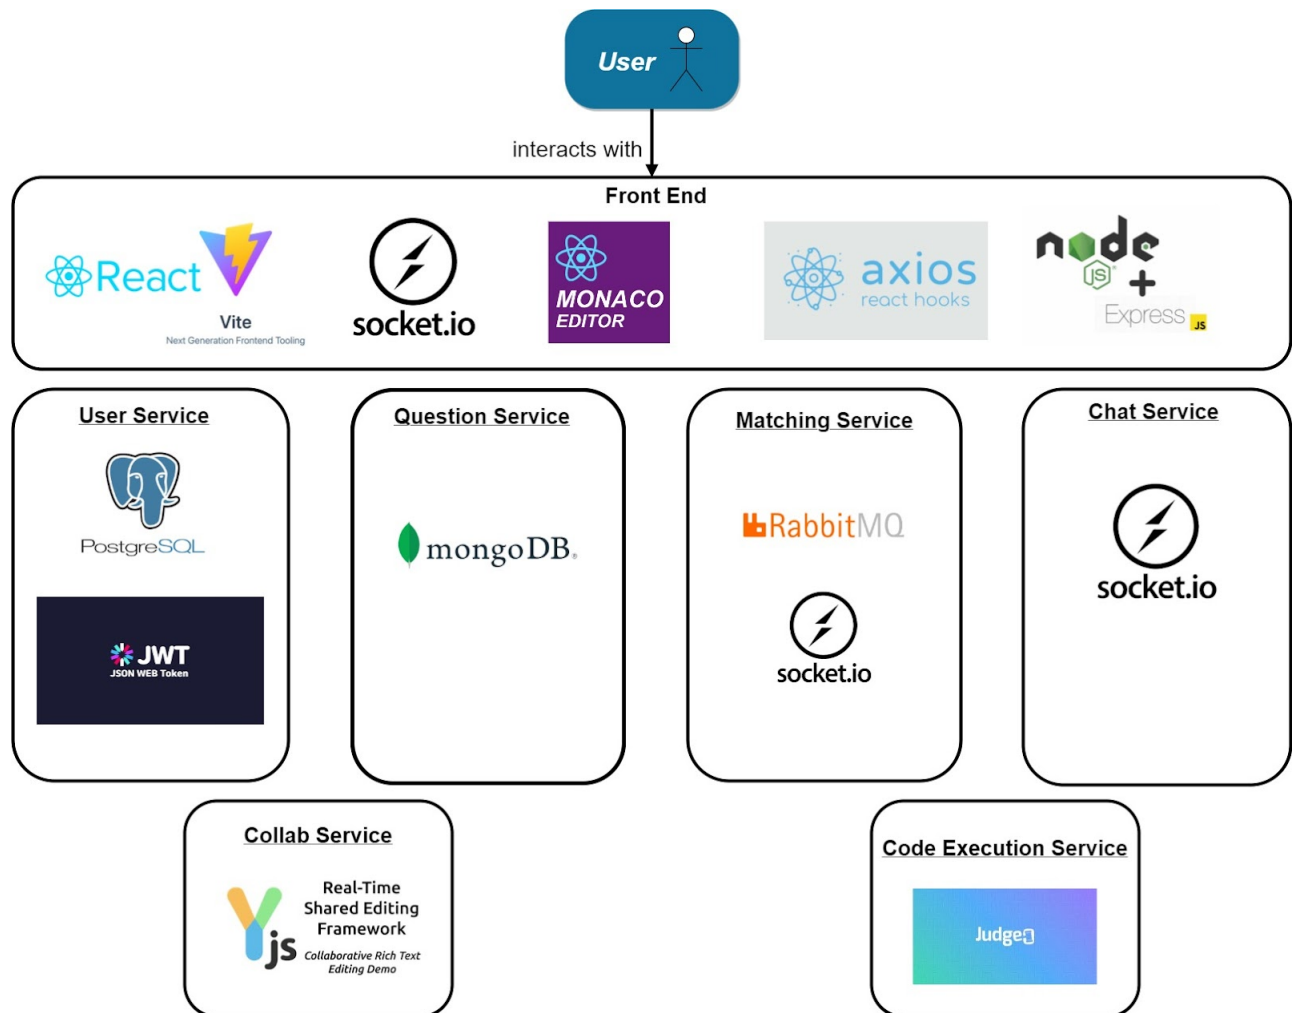 User
interacts with
Front End
React
Vite
Next Generation Frontend Tooling
socket.io
MONACO
EDITOR
axios
react hooks
node
JS
+
Express JS
User Service
PostgreSQL
JWT
JSON WEB Token
Question Service
mongoDB®
Matching Service
RabbitMQ
socket.io
Chat Service
socket.io
Collab Service
Yjs
Real-Time
Shared Editing
Framework
Collaborative Rich Text
Editing Demo
Code Execution Service
Judge0